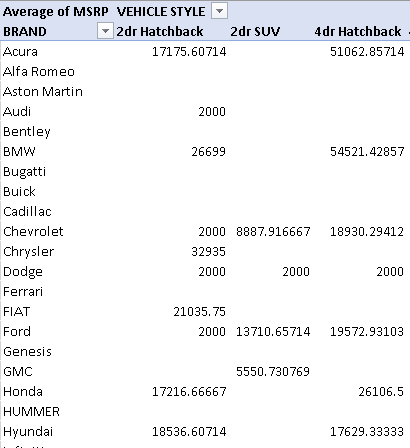 Average of MSRP VEHICLE STYLE
BRAND 2dr Hatchback 2dr SUV 4dr Hatchback
Acura 17175.60714 51062.85714
Alfa Romeo
Aston Martin
Audi 2000
Bentley
BMW 26699 54521.42857
Bugatti
Buick
Cadillac
Chevrolet 2000 8887.916667 18930.29412
Chrysler 32935
Dodge 2000 2000 2000
Ferrari
FIAT 21035.75
Ford 2000 13710.65714 19572.93103
Genesis
GMC 5550.730769
Honda 17216.66667 26106.5
HUMMER
Hyundai 18536.60714 17629.33333